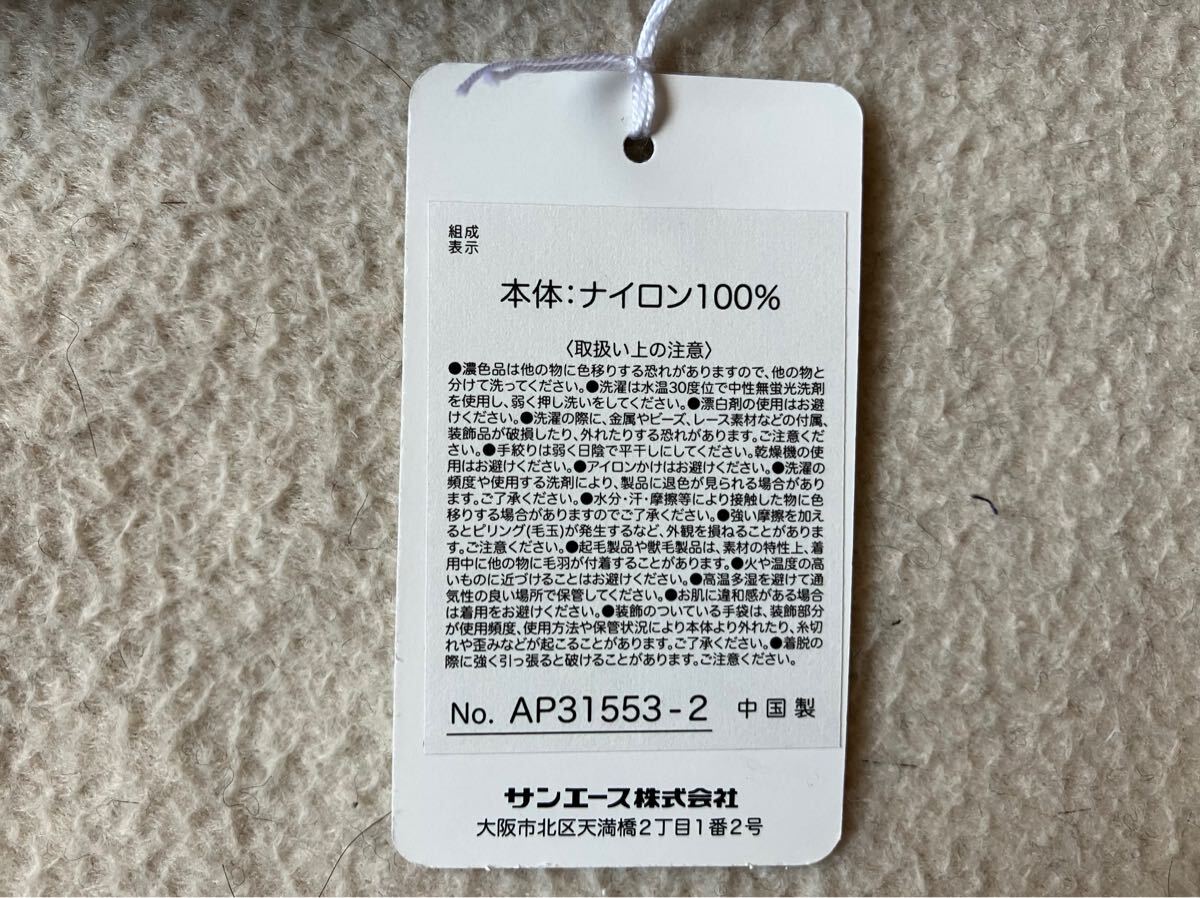 組成
表示
本体:ナイロン100%
〈取扱い上の注意〉
●濃色品は他の物に色移りする恐れがありますので、他の物と
分けて洗ってください。●洗濯は水温30度位で中性無蛍光洗剤
を使用し、弱く押し洗いをしてください。●漂白剤の使用はお避
けください。●洗濯の際に、金属やビーズ、レース素材などの付属、
装飾品が破損したり、外れたりする恐れがあります。ご注意くだ
さい。●手絞りは弱く日陰で平干しにしてください。乾燥機の使
用はお避けください。●アイロンかけはお避けください。●洗濯の
頻度や使用する洗剤により、製品に退色が見られる場合があり
ます。ご了承ください。●水分・汗・摩擦等により接触した物に色
移りする場合がありますのでご了承ください。●強い摩擦を加え
るとピリング(毛玉)が発生するなど、外観を損ねることがありま
す。ご注意ください。●起毛製品や獣毛製品は、素材の特性上、着
用中に他の物に毛羽が付着することがあります。●火や温度の高
いものに近づけることはお避けください。●高温多湿を避けて通
気性の良い場所で保管してください。●お肌に違和感がある場合
は着用をお避けください。●装飾のついている手袋は、装飾部分
が使用頻度、使用方法や保管状況により本体より外れたり、糸切
れや歪みなどが起こることがあります。ご了承ください。●着脱の
際に強く引っ張ると破けることがあります。ご注意ください。
No. AP31553-2 中国製
サンエース株式会社
大阪市北区天満橋2丁目1番2号